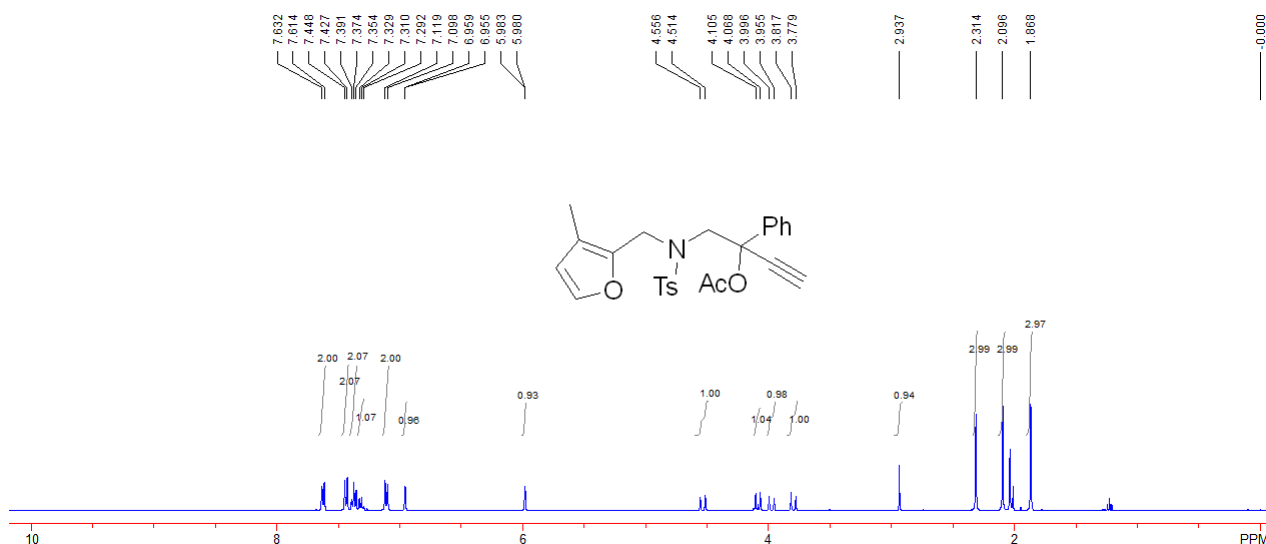 7.632 7.614 7.448 7.427 7.391 7.374 7.354 7.329 7.310 7.292 7.119 7.098 6.959 6.955 5.983 5.980 4.556 4.514 4.105 4.068 3.996 3.955 3.817 3.779 2.937 2.314 2.096 1.868 -0.000
Ph
N
O Ts AcO
2.00 2.07 2.07 1.07 2.00 0.96 0.93 1.00 1.04 0.98 1.00 0.94 2.99 2.99 2.97
10 8 6 4 2 PPM